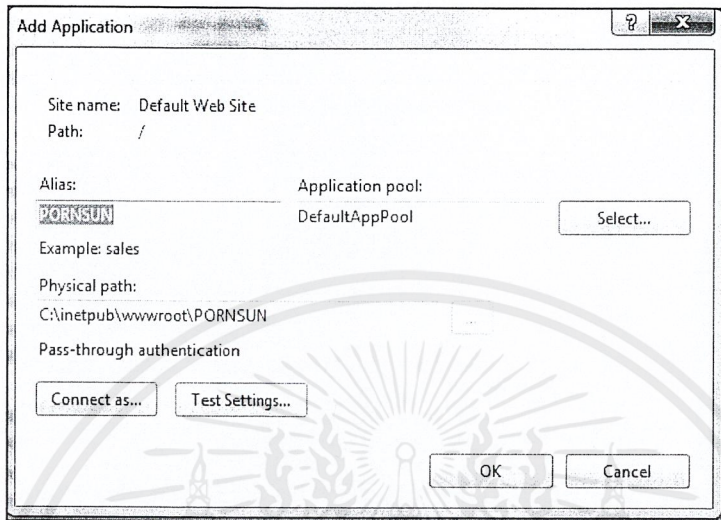 Add Application
Site name: Default Web Site
Path: /
Alias:
Application pool:
PORNSUN
DefaultAppPool
Select...
Example: sales
Physical path:
C:\inetpub\wwwroot\PORNSUN
...
Pass-through authentication
Connect as...
Test Settings...
OK
Cancel